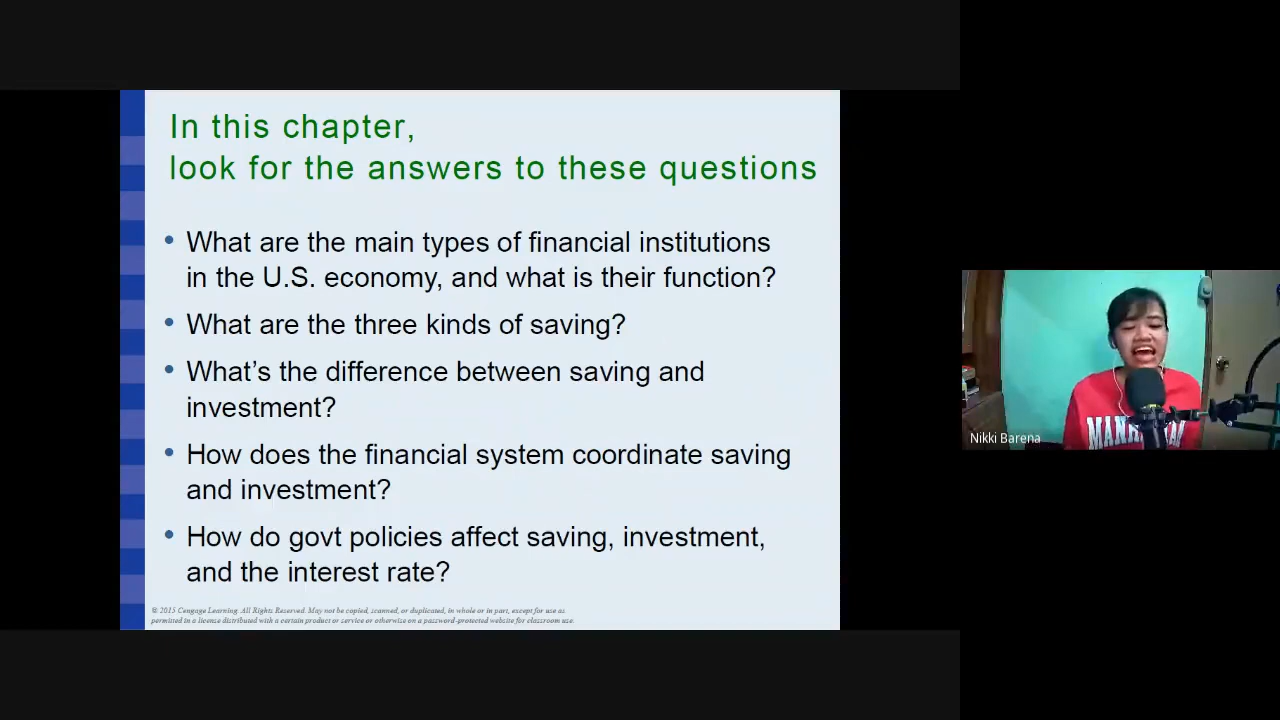 In this chapter,
look for the answers to these questions
• What are the main types of financial institutions
in the U.S. economy, and what is their function?
• What are the three kinds of saving?
• What's the difference between saving and
investment?
• How does the financial system coordinate saving
and investment?
• How do govt policies affect saving, investment,
and the interest rate?
© 2015 Cengage Learning. All Rights Reserved. May not be copied, scanned, or duplicated, in whole or in part, except for use as
permitted in a license distributed with a certain product or service or otherwise on a password-protected website for classroom use.
Nikki Barena